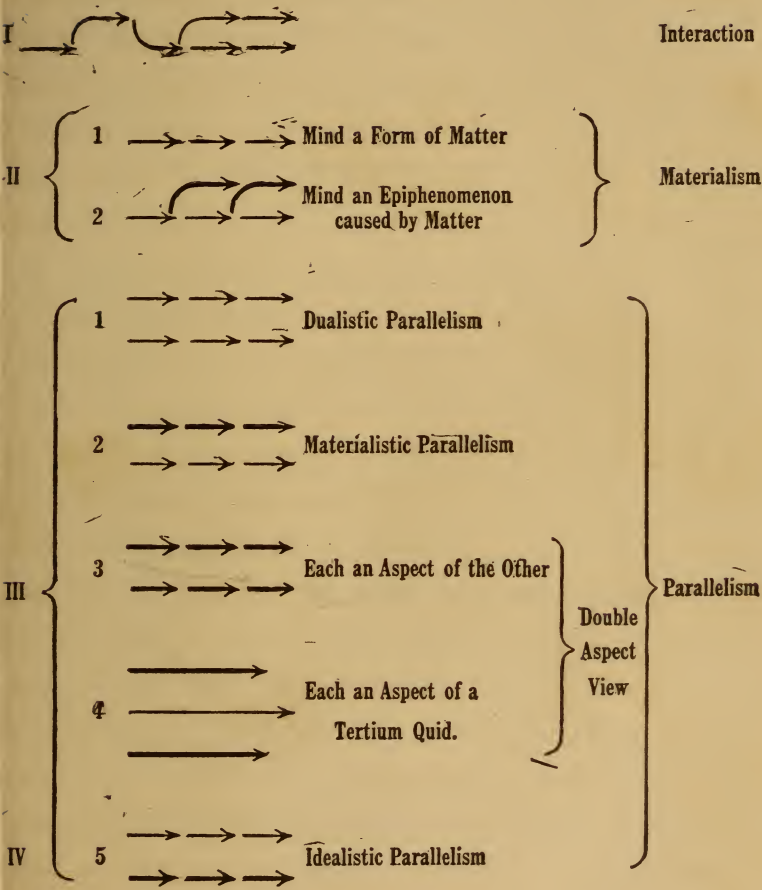 I Interaction
1 Mind a Form of Matter
II Materialism
2 Mind an Epiphenomenon
caused by Matter
1 Dualistic Parallelism
2 Materialistic Parallelism
3 Each an Aspect of the Other
III Parallelism
Double
Aspect
View
4 Each an Aspect of a
Tertium Quid.
IV 5 Idealistic Parallelism